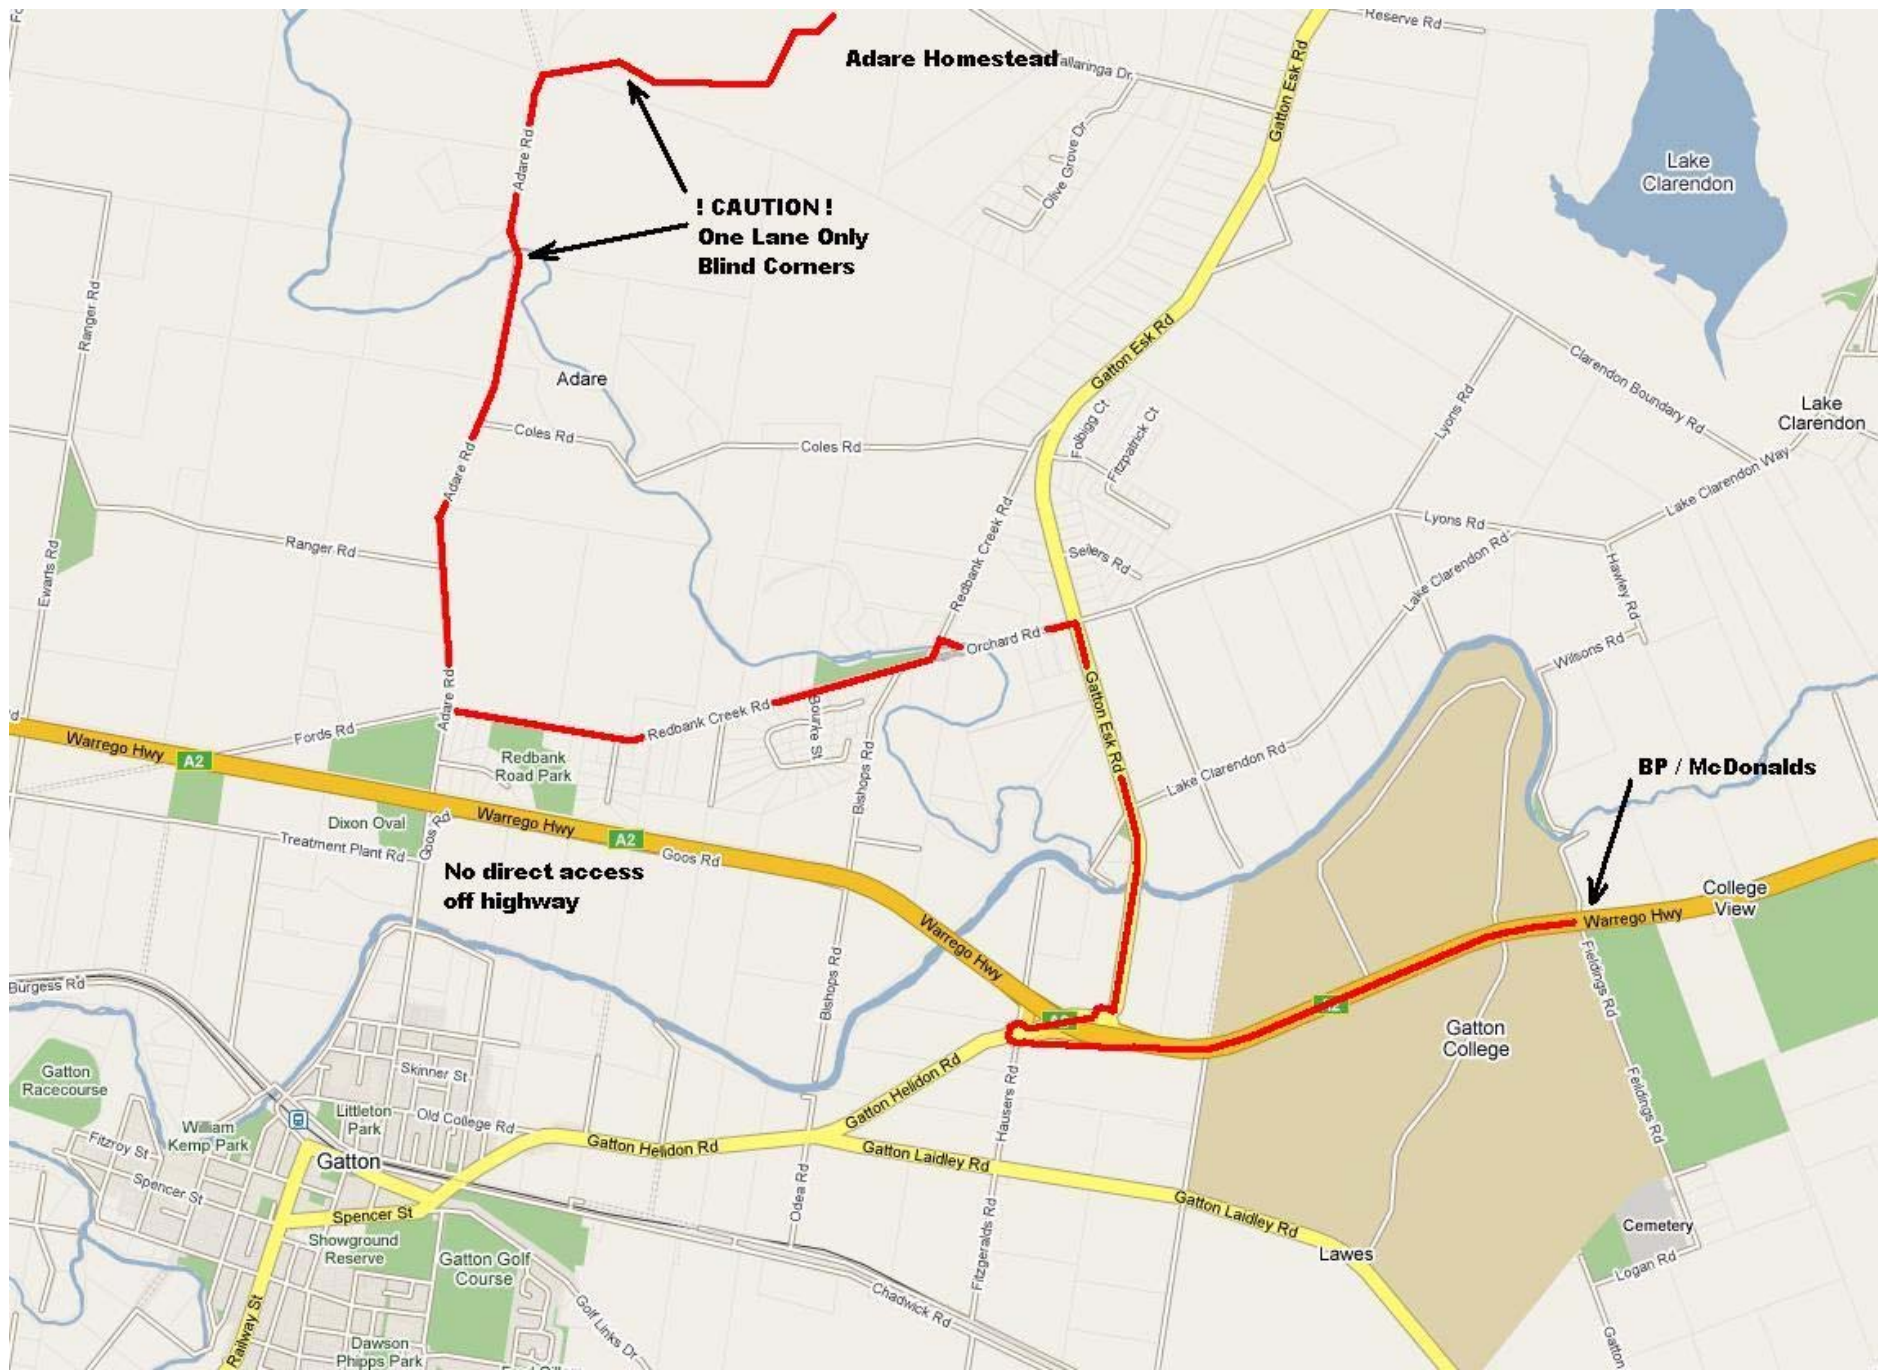 Reserve Rd
Adare Homestead
allaringa Dr
Gatton Esk Rd
Adare Rd
Olive Grove Dr
Lake
Clarendon
! CAUTION !
One Lane Only
Blind Corners
Ranger Rd
Gatton Esk Rd
Adare
Clarendon Boundary Rd
Lyons Rd
Folbigg Ct
Fitzpatrick Ct
Lake
Clarendon
Coles Rd
Coles Rd
Adare Rd
Lake Clarendon Way
Redbank Creek Rd
Lyons Rd
Ranger Rd
Seilers Rd
Lake Clarendon Rd
Hawley Rd
Ewarts Rd
Orchard Rd
Wilsons Rd
Adare Rd
Redbank Creek Rd
Bourke St
Gatton Esk Rd
Fords Rd
Warrego Hwy
A2
Redbank
Road Park
Bishops Rd
Lake Clarendon Rd
BP / McDonalds
Dixon Oval
Goos Rd
Warrego Hwy
A2
Treatment Plant Rd
Goos Rd
No direct access
off highway
College
View
Warrego Hwy
Warrego Hwy
Fieldings Rd
Burgess Rd
Bishops Rd
A2
Gatton
College
Gatton
Racecourse
Skinner St
Gatton Helidon Rd
Hausers Rd
Feildings Rd
Littleton
Park
Old College Rd
William
Kemp Park
Fitzroy St
Gatton
Gatton Helidon Rd
Gatton Laidley Rd
Spencer St
Odea Rd
Spencer St
Fitzgeralds Rd
Gatton Laidley Rd
Cemetery
Showground
Reserve
Gatton Golf
Course
Lawes
Logan Rd
Chadwick Rd
Golf Links Dr
Railway St
Dawson
Phipps Park
Gatton